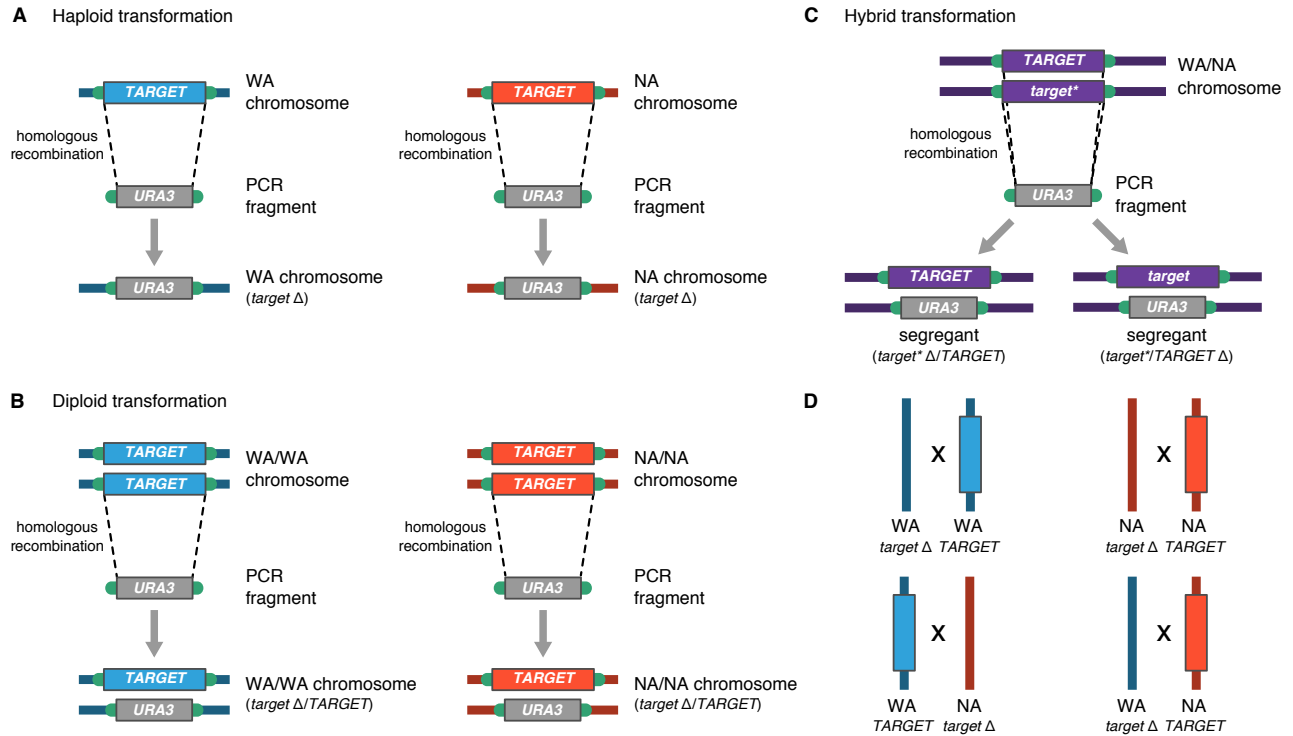 A Haploid transformation
TARGET
WA
chromosome
homologous
recombination
URA3
PCR
fragment
URA3
WA chromosome
(target Δ)
TARGET
NA
chromosome
homologous
recombination
URA3
PCR
fragment
URA3
NA chromosome
(target Δ)
B Diploid transformation
TARGET
TARGET
WA/WA
chromosome
homologous
recombination
URA3
PCR
fragment
TARGET
URA3
WA/WA chromosome
(target Δ/TARGET)
TARGET
TARGET
NA/NA
chromosome
homologous
recombination
URA3
PCR
fragment
TARGET
URA3
NA/NA chromosome
(target Δ/TARGET)
C Hybrid transformation
TARGET
target*
WA/NA
chromosome
homologous
recombination
URA3
PCR
fragment
TARGET
URA3
segregant
(target* Δ/TARGET)
target
URA3
segregant
(target*/TARGET Δ)
D
X
WA WA
target Δ TARGET
X
NA NA
target Δ TARGET
X
WA NA
TARGET target Δ
X
WA NA
target Δ TARGET